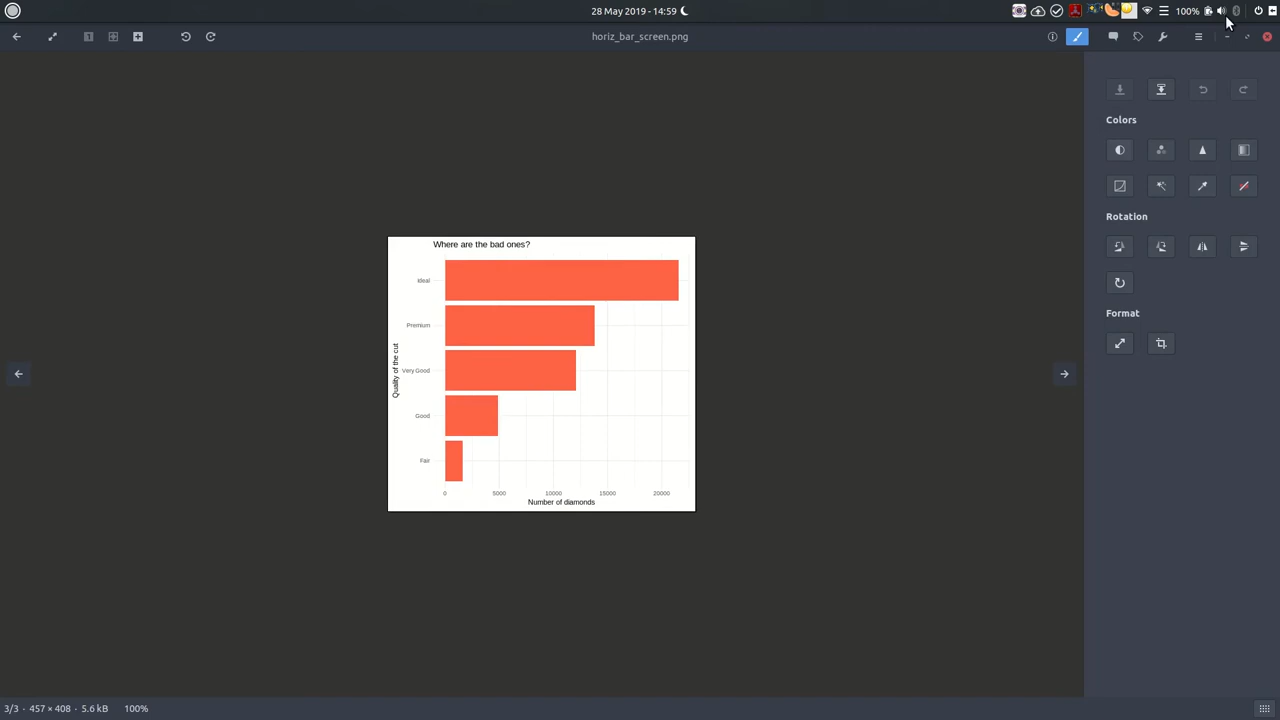 28 May 2019 - 14:59
100%
horiz_bar_screen.png
Colors
Rotation
Format
Where are the bad ones?
Ideal
Premium
Very Good
Good
Fair
Quality of the cut
0 5000 10000 15000 20000
Number of diamonds
3/3 · 457 × 408 · 5.6 kB 100%